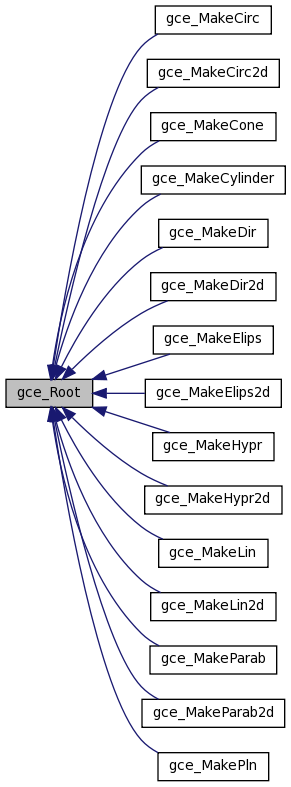 gce_MakeCirc
gce_MakeCirc2d
gce_MakeCone
gce_MakeCylinder
gce_MakeDir
gce_MakeDir2d
gce_MakeElips
gce_Root
gce_MakeElips2d
gce_MakeHypr
gce_MakeHypr2d
gce_MakeLin
gce_MakeLin2d
gce_MakeParab
gce_MakeParab2d
gce_MakePln